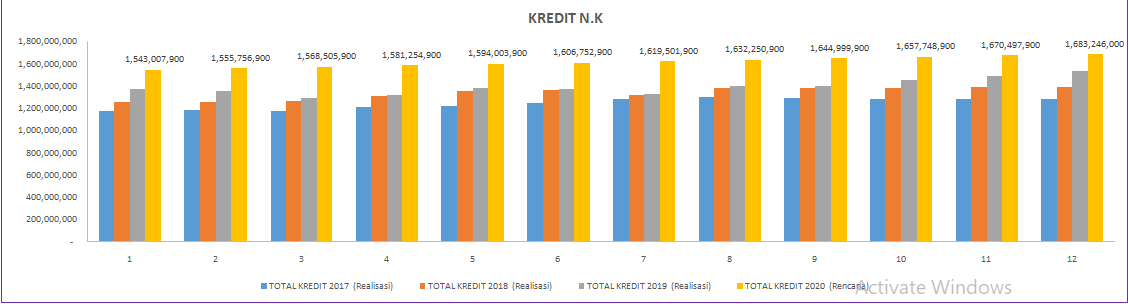 KREDIT N.K
1,800,000,000
1,600,000,000
1,400,000,000
1,200,000,000
1,000,000,000
800,000,000
600,000,000
400,000,000
200,000,000
-
1,543,007,900 1,555,756,900 1,568,505,900 1,581,254,900 1,594,003,900 1,606,752,900 1,619,501,900 1,632,250,900 1,644,999,900 1,657,748,900 1,670,497,900 1,683,246,000
1 2 3 4 5 6 7 8 9 10 11 12
TOTAL KREDIT 2017 (Realisasi) TOTAL KREDIT 2018 (Realisasi) TOTAL KREDIT 2019 (Realisasi) TOTAL KREDIT 2020 (Rencana)
Activate Windows